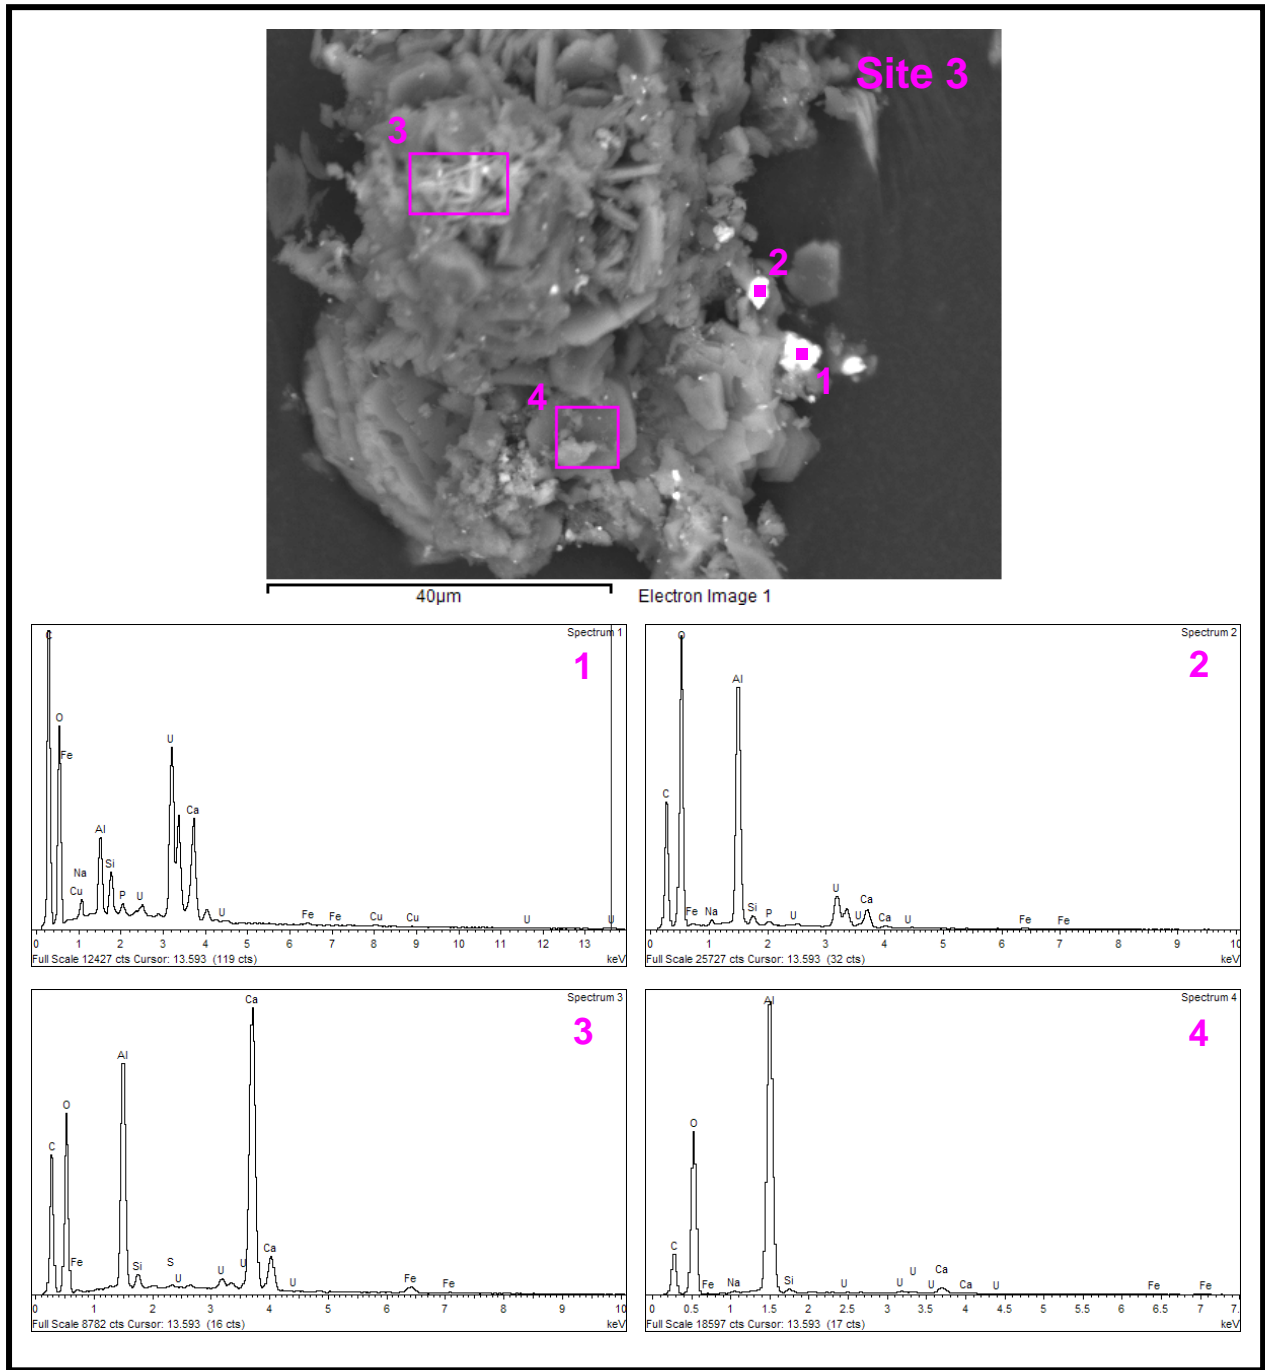 Site 3
3
2
1
4
40µm
Electron Image 1
Spectrum 1
1
C
O
Fe
Na
Cu
Al
Si
P
U
U
Ca
U
Fe
Fe
Cu
Cu
U
U
0 1 2 3 4 5 6 7 8 9 10 11 12 13
Full Scale 12427 cts Cursor: 13.593 (119 cts)
keV
Spectrum 2
2
C
O
Fe
Na
Al
Si
P
U
U
U
Ca
Ca
U
Fe
Fe
0 1 2 3 4 5 6 7 8 9 10
Full Scale 25727 cts Cursor: 13.593 (32 cts)
keV
Spectrum 3
3
C
O
Fe
Al
Si
S
U
U
U
Ca
Ca
U
Fe
Fe
0 1 2 3 4 5 6 7 8 9 10
Full Scale 8782 cts Cursor: 13.593 (16 cts)
keV
Spectrum 4
4
C
O
Fe
Na
Al
Si
U
U
U
U
Ca
Ca
U
Fe
Fe
0 0.5 1 1.5 2 2.5 3 3.5 4 4.5 5 5.5 6 6.5 7 7.
Full Scale 18597 cts Cursor: 13.593 (17 cts)
keV